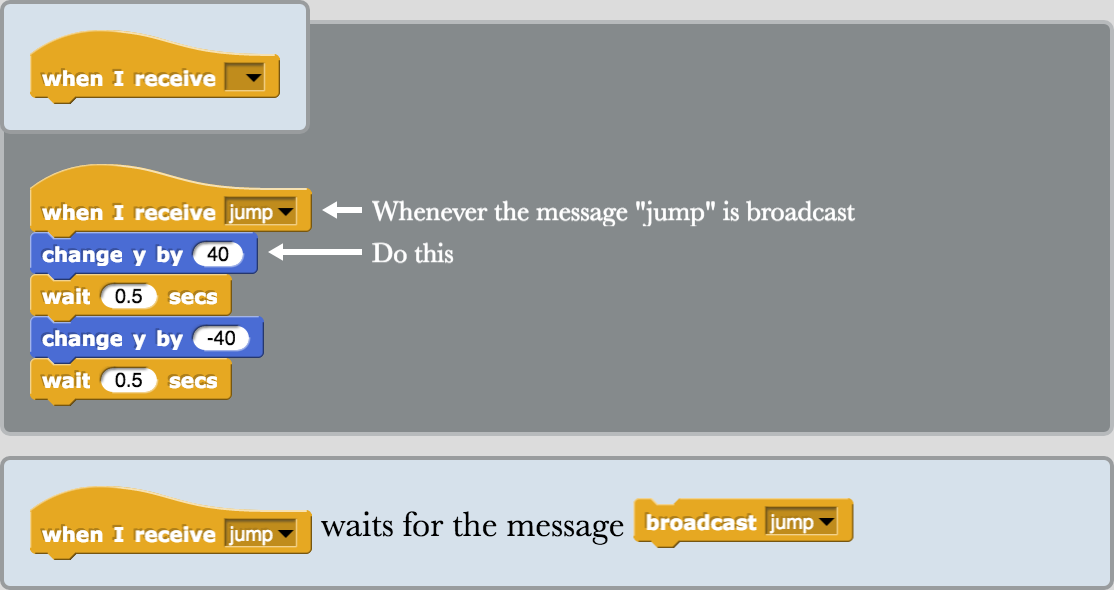 when I receive
when I receive jump Whenever the message "jump" is broadcast
change y by 40 Do this
wait 0.5 secs
change y by -40
wait 0.5 secs
when I receive jump waits for the message broadcast jump